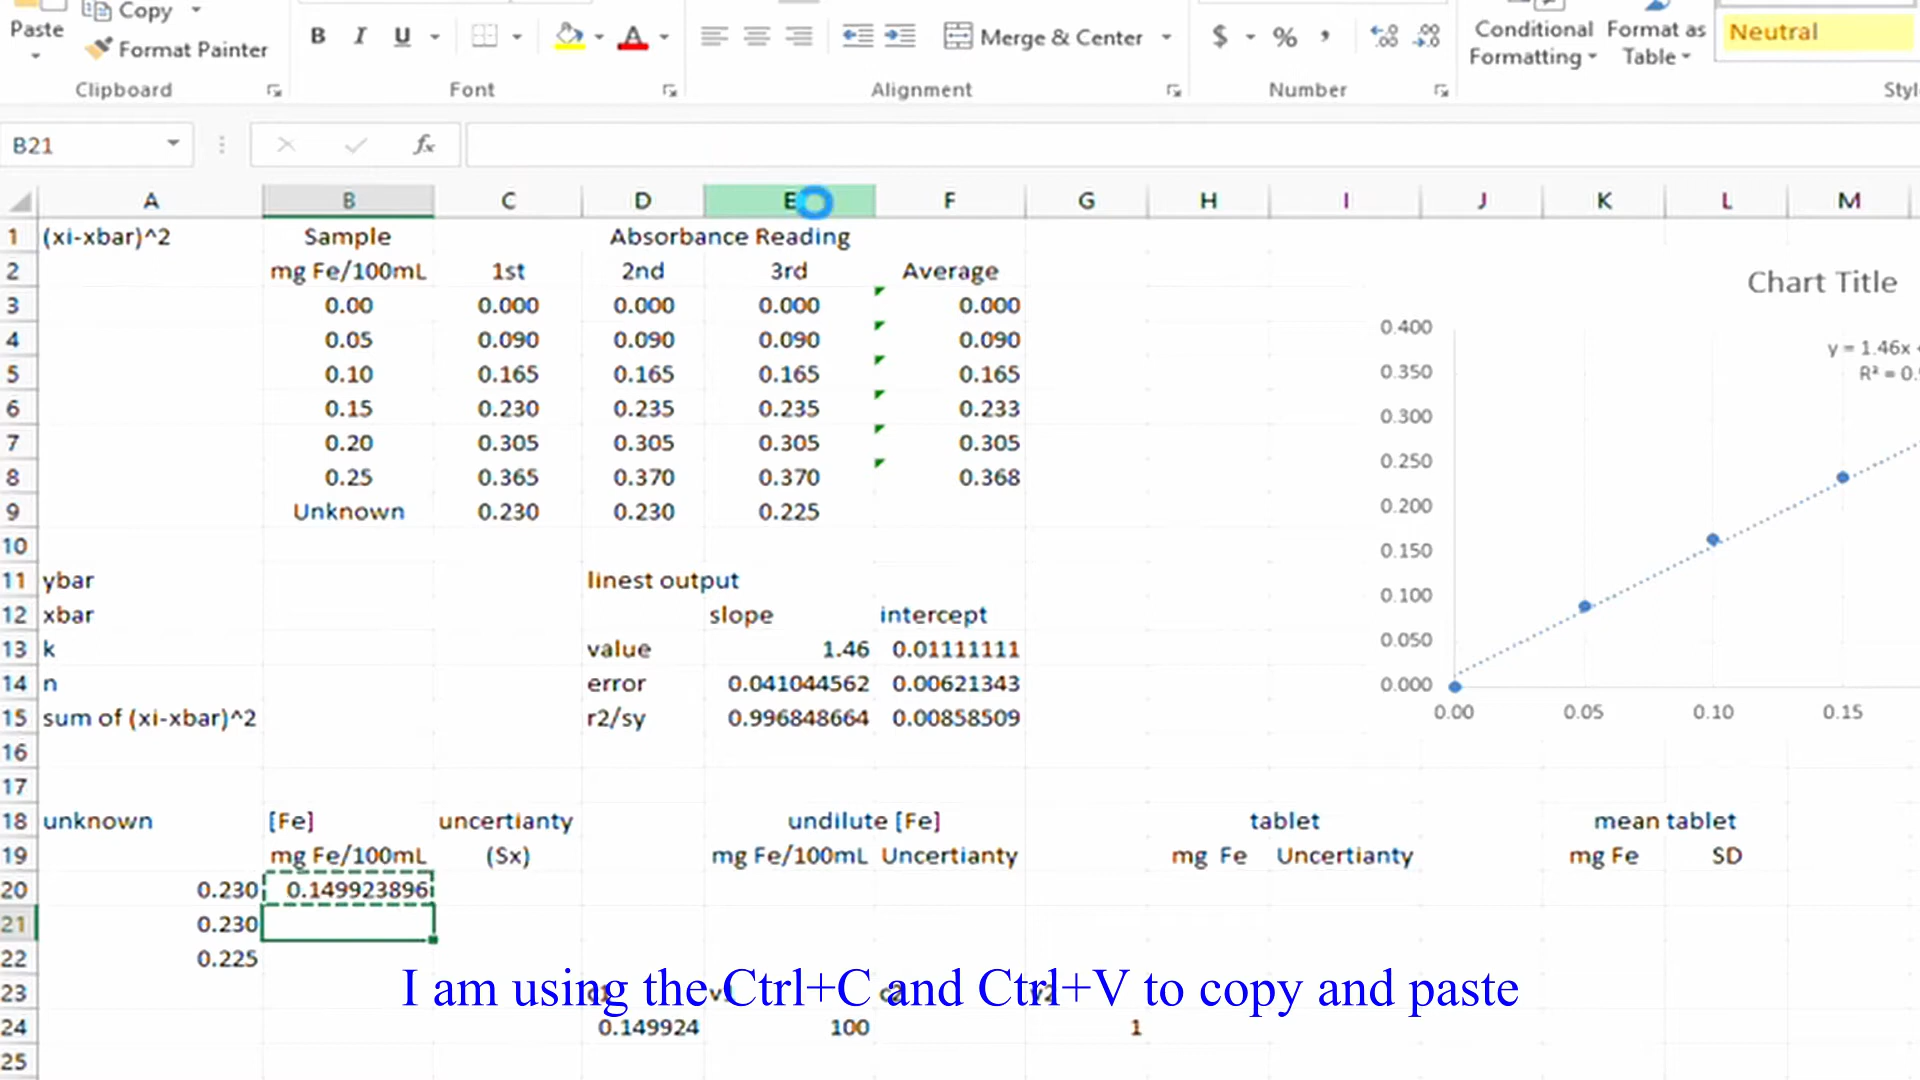 Paste
Copy
Format Painter
B I U A
Merge & Center
$ % ,
Conditional Formatting
Format as Table
Neutral
Clipboard Font Alignment Number
B21 fx
A B C D E F G H I J K L M
1 (xi-xbar)^2 Sample Absorbance Reading
2 mg Fe/100mL 1st 2nd 3rd Average
3 0.00 0.000 0.000 0.000 0.000
4 0.05 0.090 0.090 0.090 0.090
5 0.10 0.165 0.165 0.165 0.165
6 0.15 0.230 0.235 0.235 0.233
7 0.20 0.305 0.305 0.305 0.305
8 0.25 0.365 0.370 0.370 0.368
9 Unknown 0.230 0.230 0.225
10
11 ybar linest output
12 xbar slope intercept
13 k value 1.46 0.01111111
14 n error 0.041044562 0.00621343
15 sum of (xi-xbar)^2 r2/sy 0.996848664 0.00858509
16
17
18 unknown [Fe] uncertianty undilute [Fe] tablet mean tablet
19 mg Fe/100mL (Sx) mg Fe/100mL Uncertianty mg Fe Uncertianty mg Fe SD
20 0.230 0.149923896
21 0.230
22 0.225
23
24 0.149924 100 1
25
Chart Title
y = 1.46x
R² = 0.
0.400
0.350
0.300
0.250
0.200
0.150
0.100
0.050
0.000
0.00 0.05 0.10 0.15
I am using the Ctrl+C and Ctrl+V to copy and paste